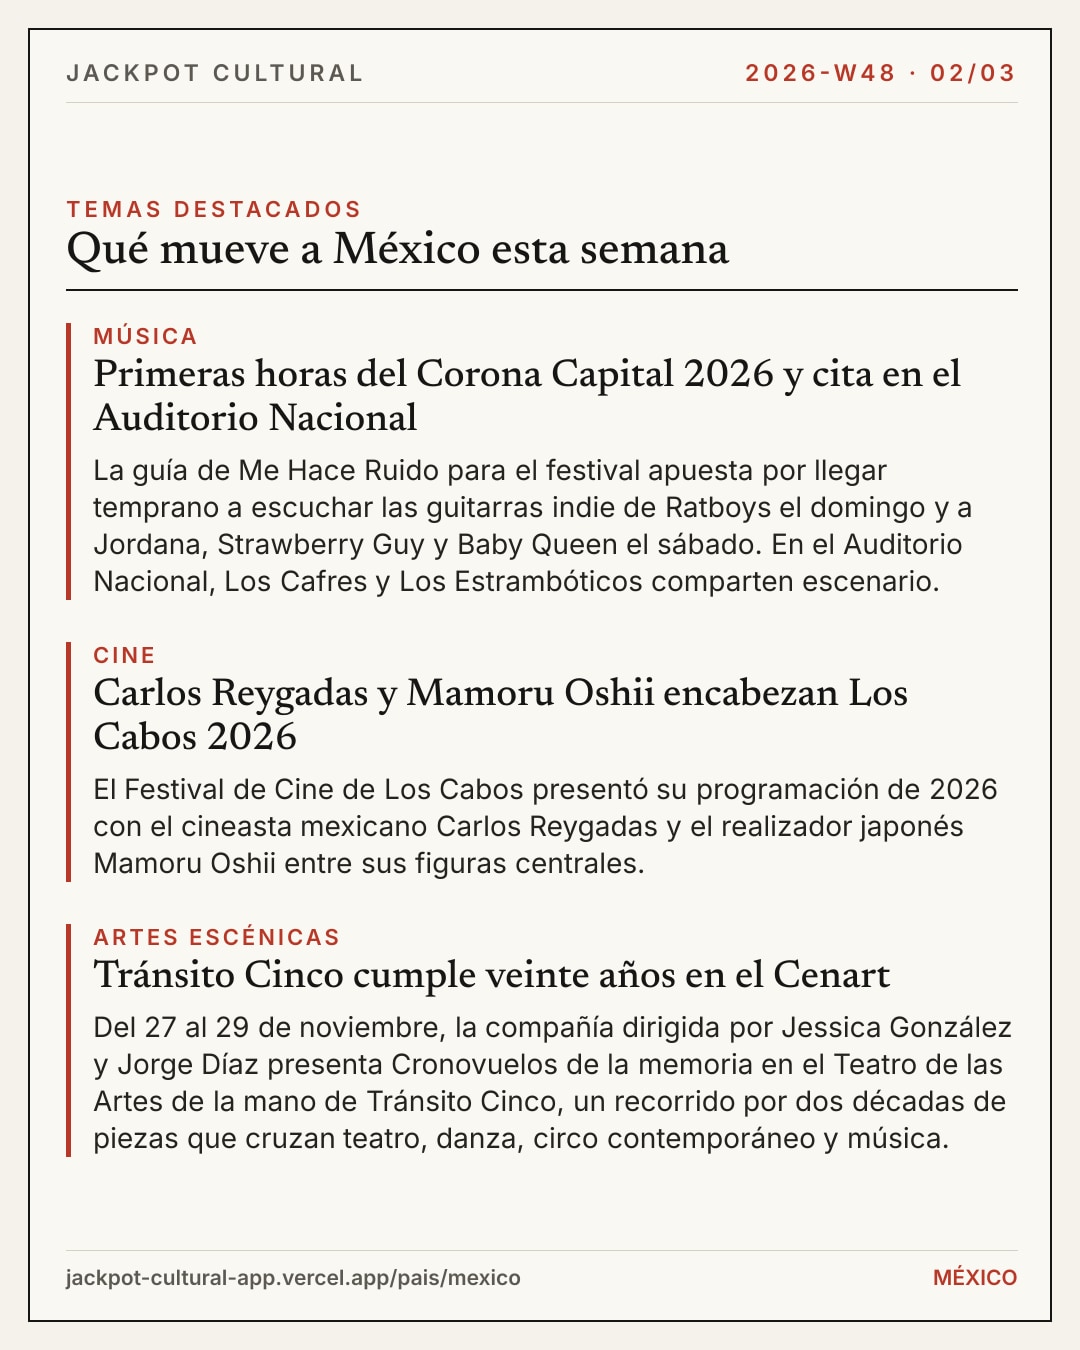 JACKPOT CULTURAL
2026-W48 · 02/03
TEMAS DESTACADOS
Qué mueve a México esta semana
MÚSICA
Primeras horas del Corona Capital 2026 y cita en el
Auditorio Nacional
La guía de Me Hace Ruido para el festival apuesta por llegar
temprano a escuchar las guitarras indie de Ratboys el domingo y a
Jordana, Strawberry Guy y Baby Queen el sábado. En el Auditorio
Nacional, Los Cafres y Los Estrambóticos comparten escenario.
CINE
Carlos Reygadas y Mamoru Oshii encabezan Los
Cabos 2026
El Festival de Cine de Los Cabos presentó su programación de 2026
con el cineasta mexicano Carlos Reygadas y el realizador japonés
Mamoru Oshii entre sus figuras centrales.
ARTES ESCÉNICAS
Tránsito Cinco cumple veinte años en el Cenart
Del 27 al 29 de noviembre, la compañía dirigida por Jessica González
y Jorge Díaz presenta Cronovuelos de la memoria en el Teatro de las
Artes de la mano de Tránsito Cinco, un recorrido por dos décadas de
piezas que cruzan teatro, danza, circo contemporáneo y música.
jackpot-cultural-app.vercel.app/pais/mexico
MÉXICO